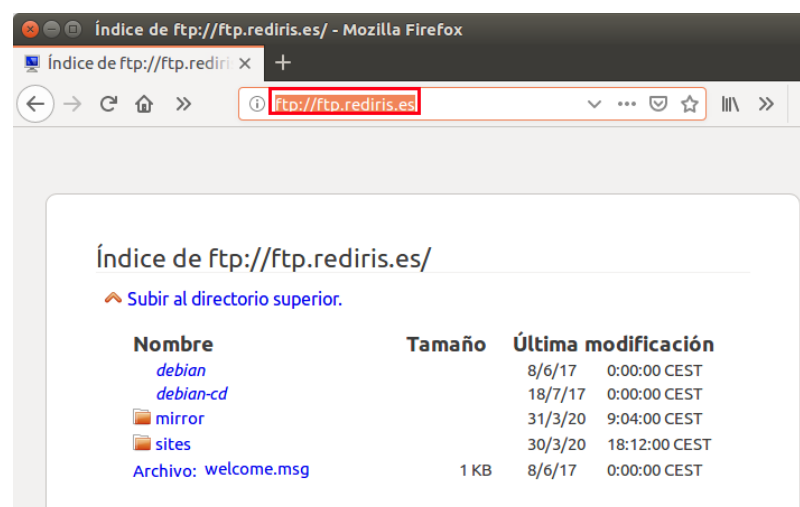 Índice de ftp://ftp.rediris.es/ - Mozilla Firefox
Índice de ftp://ftp.rediri
ftp://ftp.rediris.es
Índice de ftp://ftp.rediris.es/
Subir al directorio superior.
Nombre Tamaño Última modificación
debian 8/6/17 0:00:00 CEST
debian-cd 18/7/17 0:00:00 CEST
mirror 31/3/20 9:04:00 CEST
sites 30/3/20 18:12:00 CEST
Archivo: welcome.msg 1 KB 8/6/17 0:00:00 CEST